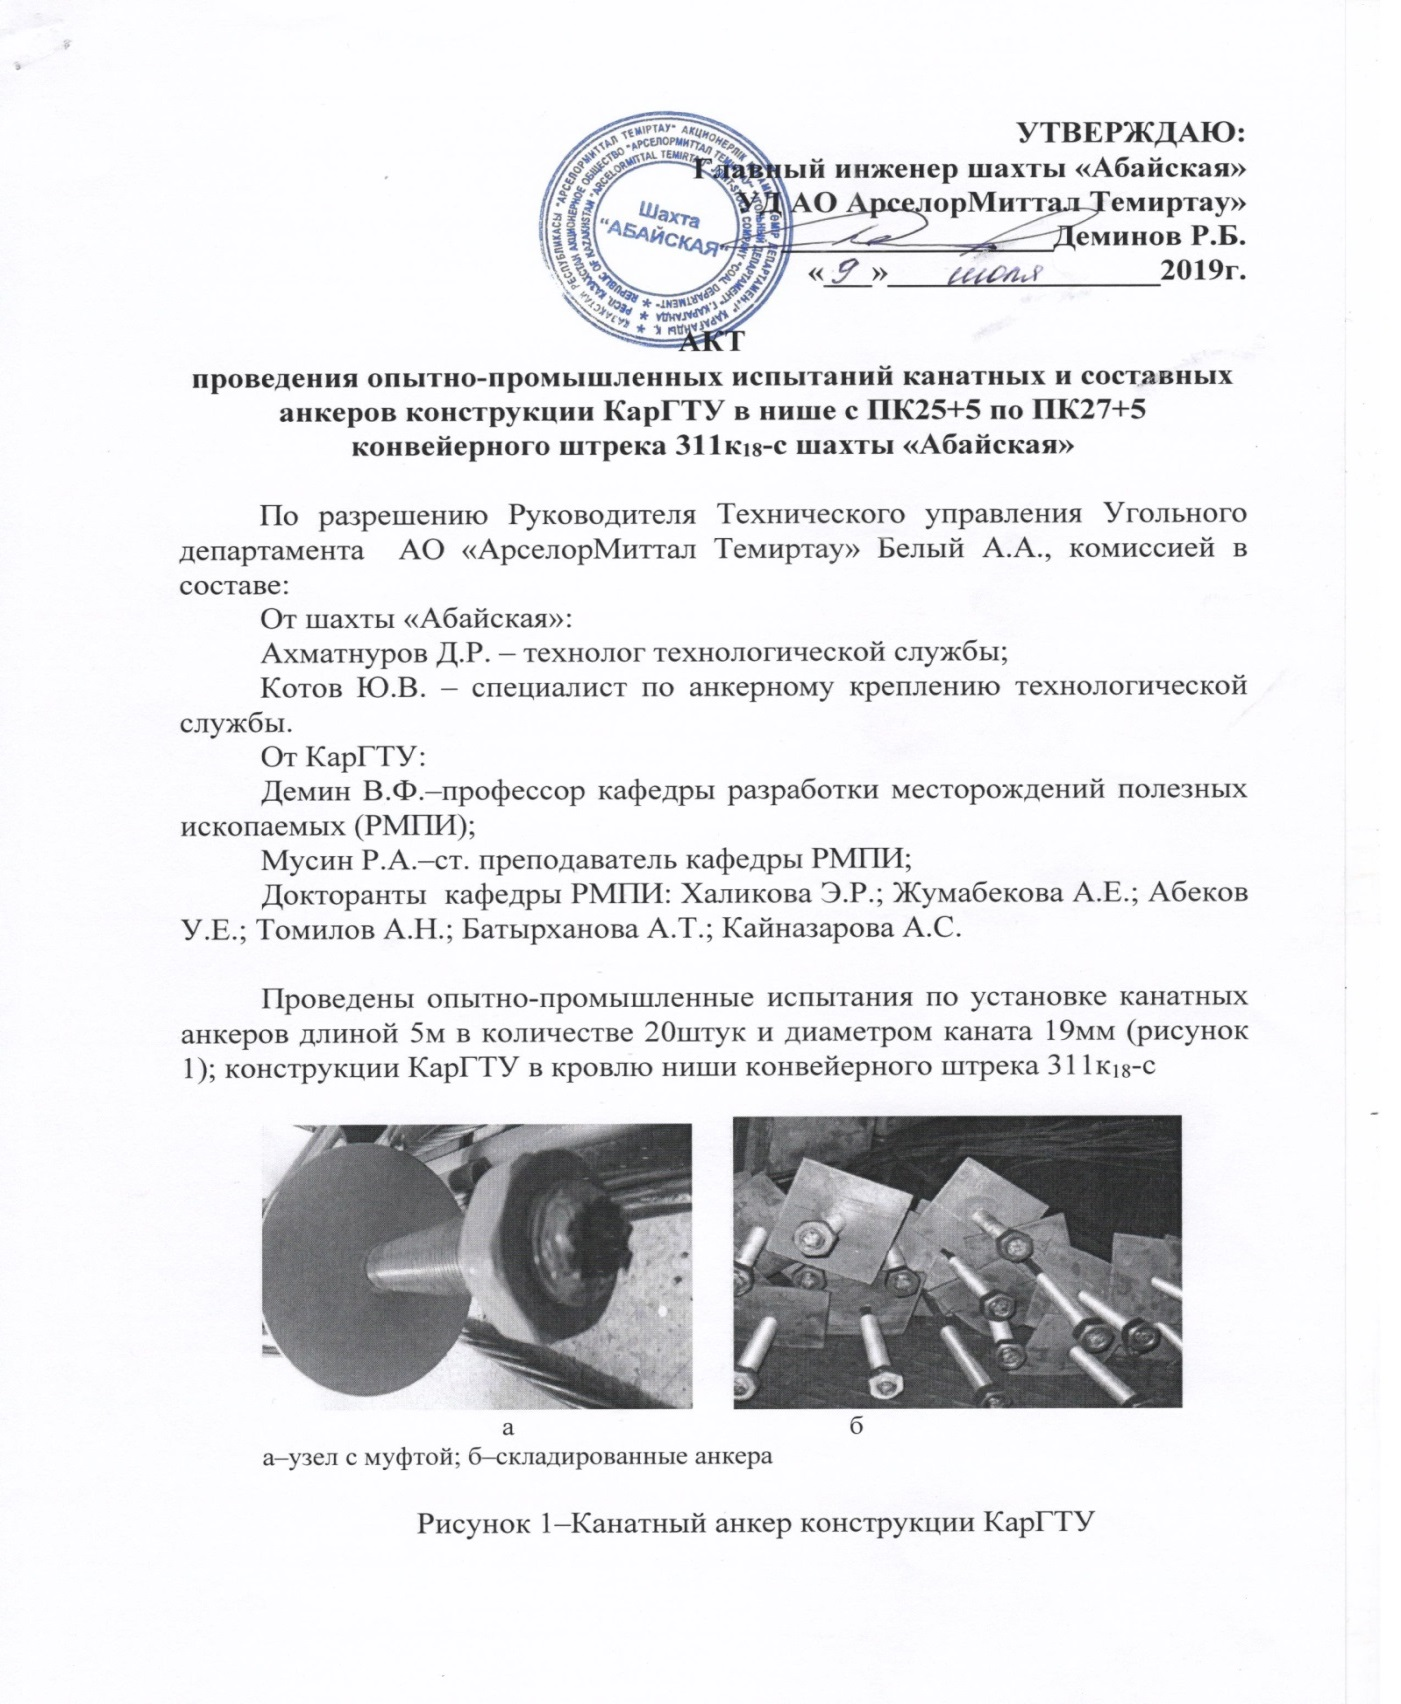 УТВЕРЖДАЮ:
Главный инженер шахты «Абайская»
УД АО АрселорМиттал Темиртау»
Деминов Р.Б.
«9» июля 2019г.
Шахта
"АБАЙСКАЯ"
АКТ
проведения опытно-промышленных испытаний канатных и составных
анкеров конструкции КарГТУ в нише с ПК25+5 по ПК27+5
конвейерного штрека 311к18-с шахты «Абайская»
По разрешению Руководителя Технического управления Угольного
департамента АО «АрселорМиттал Темиртау» Белый А.А., комиссией в
составе:
От шахты «Абайская»:
Ахматнуров Д.Р. – технолог технологической службы;
Котов Ю.В. – специалист по анкерному креплению технологической
службы.
От КарГТУ:
Демин В.Ф.–профессор кафедры разработки месторождений полезных
ископаемых (РМПИ);
Мусин Р.А.–ст. преподаватель кафедры РМПИ;
Докторанты кафедры РМПИ: Халикова Э.Р.; Жумабекова А.Е.; Абеков
У.Е.; Томилов А.Н.; Батырханова А.Т.; Кайназарова А.С.
Проведены опытно-промышленные испытания по установке канатных
анкеров длиной 5м в количестве 20штук и диаметром каната 19мм (рисунок
1); конструкции КарГТУ в кровлю ниши конвейерного штрека 311к18-с
а б
а–узел с муфтой; б–складированные анкера
Рисунок 1–Канатный анкер конструкции КарГТУ